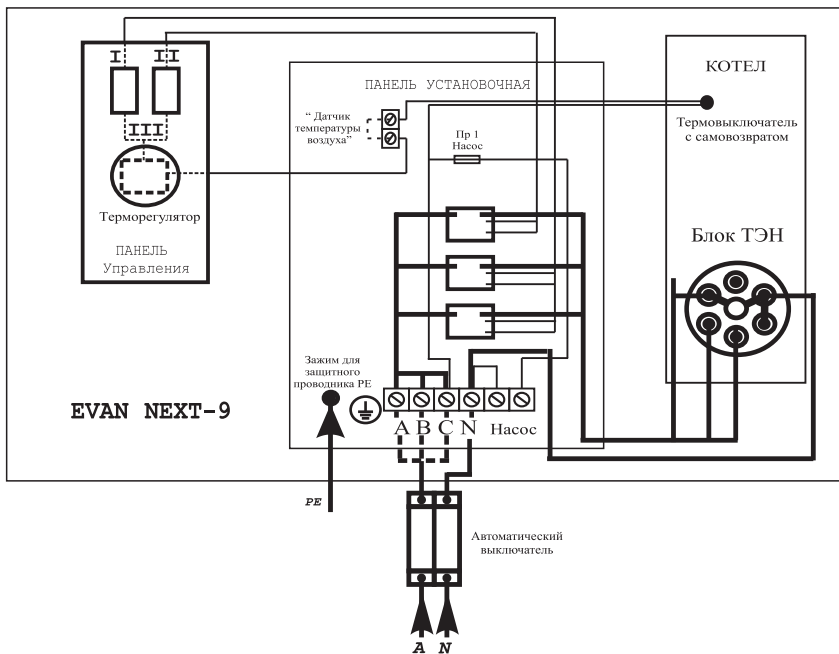 I II
III
Терморегулятор
ПАНЕЛЬ
Управления
ПАНЕЛЬ УСТАНОВОЧНАЯ
“ Датчик
температуры
воздуха”
Пр 1
Насос
КОТЕЛ
Термовыключатель
с самовозвратом
Блок ТЭН
Зажим для
защитного
проводника PE
EVAN NEXT-9
A B C N Насос
PE
Автоматический
выключатель
A N